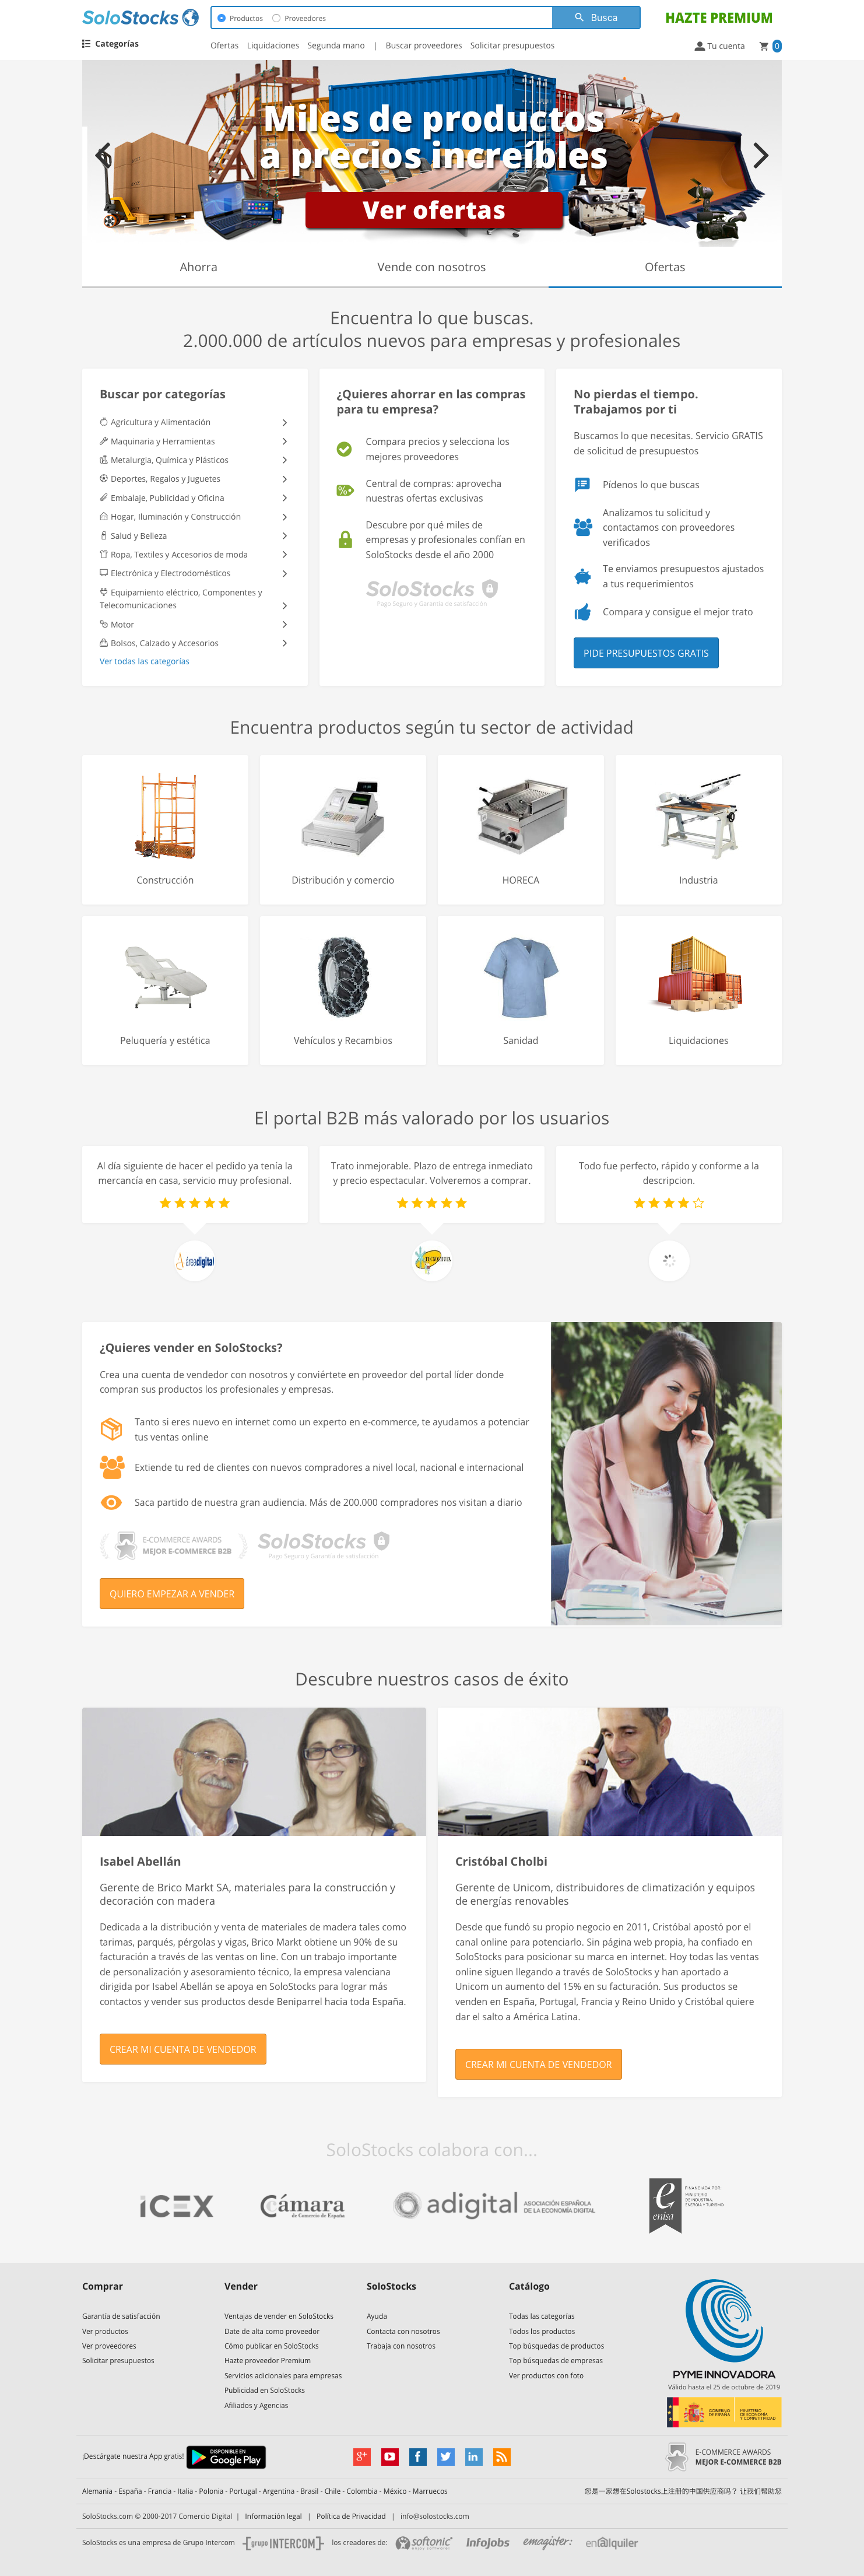 SoloStocks
Productos
Proveedores
Busca
HAZTE PREMIUM
Categorías
Ofertas Liquidaciones Segunda mano | Buscar proveedores Solicitar presupuestos
Tu cuenta
0
Miles de productos
a precios increíbles
Ver ofertas
Ahorra
Vende con nosotros
Ofertas
Encuentra lo que buscas.
2.000.000 de artículos nuevos para empresas y profesionales
Buscar por categorías
Agricultura y Alimentación
Maquinaria y Herramientas
Metalurgia, Química y Plásticos
Deportes, Regalos y Juguetes
Embalaje, Publicidad y Oficina
Hogar, Iluminación y Construcción
Salud y Belleza
Ropa, Textiles y Accesorios de moda
Electrónica y Electrodomésticos
Equipamiento eléctrico, Componentes y
Telecomunicaciones
Motor
Bolsos, Calzado y Accesorios
Ver todas las categorías
¿Quieres ahorrar en las compras
para tu empresa?
Compara precios y selecciona los
mejores proveedores
Central de compras: aprovecha
nuestras ofertas exclusivas
Descubre por qué miles de
empresas y profesionales confían en
SoloStocks desde el año 2000
SoloStocks
Pago Seguro y Garantía de satisfacción
No pierdas el tiempo.
Trabajamos por ti
Buscamos lo que necesitas. Servicio GRATIS
de solicitud de presupuestos
Pídenos lo que buscas
Analizamos tu solicitud y
contactamos con proveedores
verificados
Te enviamos presupuestos ajustados
a tus requerimientos
Compara y consigue el mejor trato
PIDE PRESUPUESTOS GRATIS
Encuentra productos según tu sector de actividad
Construcción
Distribución y comercio
HORECA
Industria
Peluquería y estética
Vehículos y Recambios
Sanidad
Liquidaciones
El portal B2B más valorado por los usuarios
Al día siguiente de hacer el pedido ya tenía la
mercancía en casa, servicio muy profesional.
Trato inmejorable. Plazo de entrega inmediato
y precio espectacular. Volveremos a comprar.
Todo fue perfecto, rápido y conforme a la
descripcion.
áreadigital
¿Quieres vender en SoloStocks?
Crea una cuenta de vendedor con nosotros y conviértete en proveedor del portal líder donde
compran sus productos los profesionales y empresas.
Tanto si eres nuevo en internet como un experto en e-commerce, te ayudamos a potenciar
tus ventas online
Extiende tu red de clientes con nuevos compradores a nivel local, nacional e internacional
Saca partido de nuestra gran audiencia. Más de 200.000 compradores nos visitan a diario
E-COMMERCE AWARDS
MEJOR E-COMMERCE B2B
SoloStocks
Pago Seguro y Garantía de satisfacción
QUIERO EMPEZAR A VENDER
Descubre nuestros casos de éxito
Isabel Abellán
Gerente de Brico Markt SA, materiales para la construcción y
decoración con madera
Dedicada a la distribución y venta de materiales de madera tales como
tarimas, parqués, pérgolas y vigas, Brico Markt obtiene un 90% de su
facturación a través de las ventas on line. Con un trabajo importante
de personalización y asesoramiento técnico, la empresa valenciana
dirigida por Isabel Abellán se apoya en SoloStocks para lograr más
contactos y vender sus productos desde Beniparrel hacia toda España.
CREAR MI CUENTA DE VENDEDOR
Cristóbal Cholbi
Gerente de Unicom, distribuidores de climatización y equipos
de energías renovables
Desde que fundó su propio negocio en 2011, Cristóbal apostó por el
canal online para potenciarlo. Sin página web propia, ha confiado en
SoloStocks para posicionar su marca en internet. Hoy todas las ventas
online siguen llegando a través de SoloStocks y han aportado a
Unicom un aumento del 15% en su facturación. Sus productos se
venden en España, Portugal, Francia y Reino Unido y Cristóbal quiere
dar el salto a América Latina.
CREAR MI CUENTA DE VENDEDOR
SoloStocks colabora con...
ICEX
Cámara
de Comercio de España
adigital
ASOCIACIÓN ESPAÑOLA
DE LA ECONOMÍA DIGITAL
e
enisa
FINANCIADA POR:
MINISTERIO
DE INDUSTRIA,
ENERGÍA Y TURISMO
Comprar
Garantía de satisfacción
Ver productos
Ver proveedores
Solicitar presupuestos
Vender
Ventajas de vender en SoloStocks
Date de alta como proveedor
Cómo publicar en SoloStocks
Hazte proveedor Premium
Servicios adicionales para empresas
Publicidad en SoloStocks
Afiliados y Agencias
SoloStocks
Ayuda
Contacta con nosotros
Trabaja con nosotros
Catálogo
Todas las categorías
Todos los productos
Top búsquedas de productos
Top búsquedas de empresas
Ver productos con foto
PYME INNOVADORA
Válido hasta el 25 de octubre de 2019
GOBIERNO
DE ESPAÑA
MINISTERIO
DE ECONOMÍA
Y COMPETITIVIDAD
¡Descárgate nuestra App gratis!
DISPONIBLE EN
Google Play
E-COMMERCE AWARDS
MEJOR E-COMMERCE B2B
Alemania - España - Francia - Italia - Polonia - Portugal - Argentina - Brasil - Chile - Colombia - México - Marruecos
您是一家想在Solostocks上注册的中国供应商吗？ 让我们帮助您
SoloStocks.com © 2000-2017 Comercio Digital | Información legal | Política de Privacidad | info@solostocks.com
SoloStocks es una empresa de Grupo Intercom
grupo INTERCOM
los creadores de:
softonic
InfoJobs
emagister
enalquiler